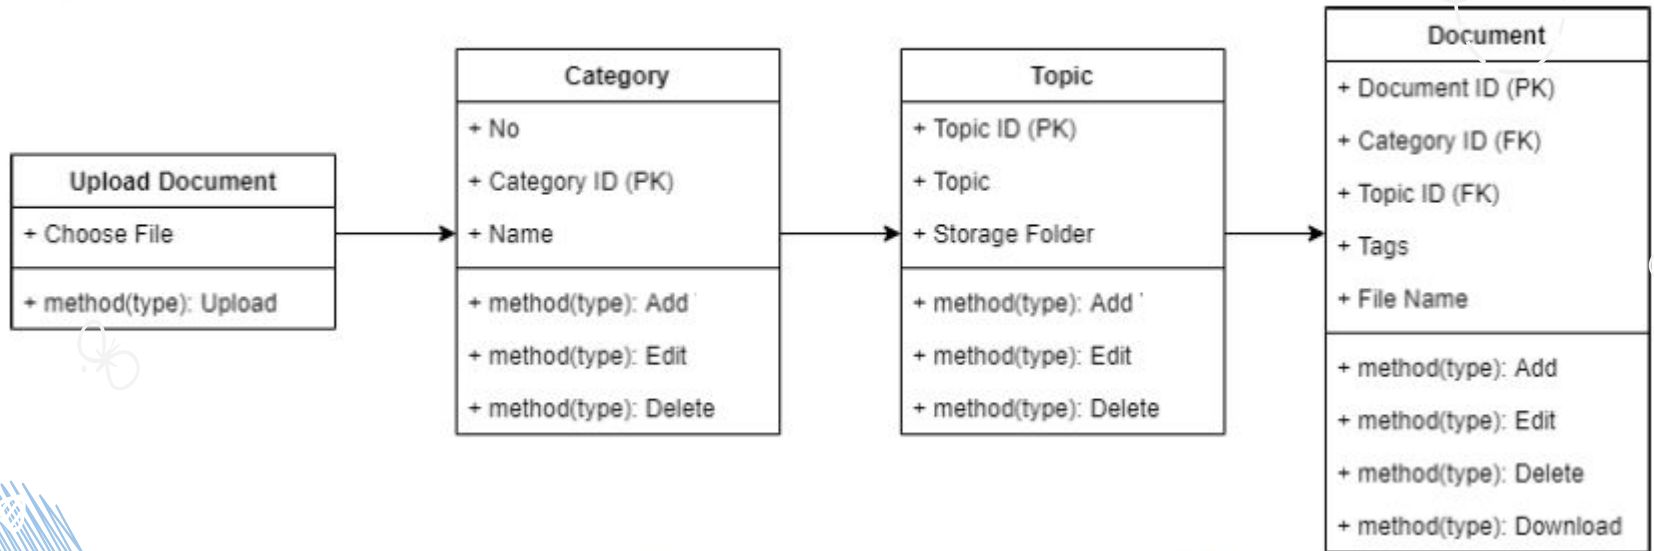 Upload Document
+ Choose File
+ method(type): Upload
Category
+ No
+ Category ID (PK)
+ Name
+ method(type): Add
+ method(type): Edit
+ method(type): Delete
Topic
+ Topic ID (PK)
+ Topic
+ Storage Folder
+ method(type): Add
+ method(type): Edit
+ method(type): Delete
Document
+ Document ID (PK)
+ Category ID (FK)
+ Topic ID (FK)
+ Tags
+ File Name
+ method(type): Add
+ method(type): Edit
+ method(type): Delete
+ method(type): Download